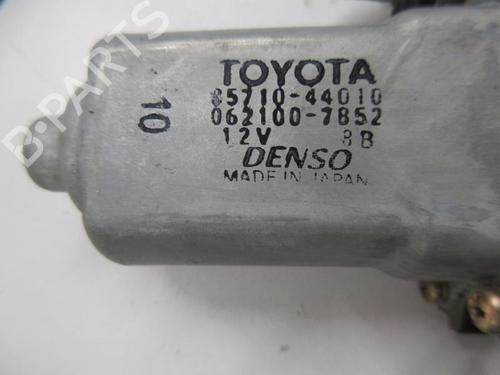 TOYOTA
85710-44010
062100-7852
12V 8B
DENSO
MADE IN JAPAN
10
B-PARTS